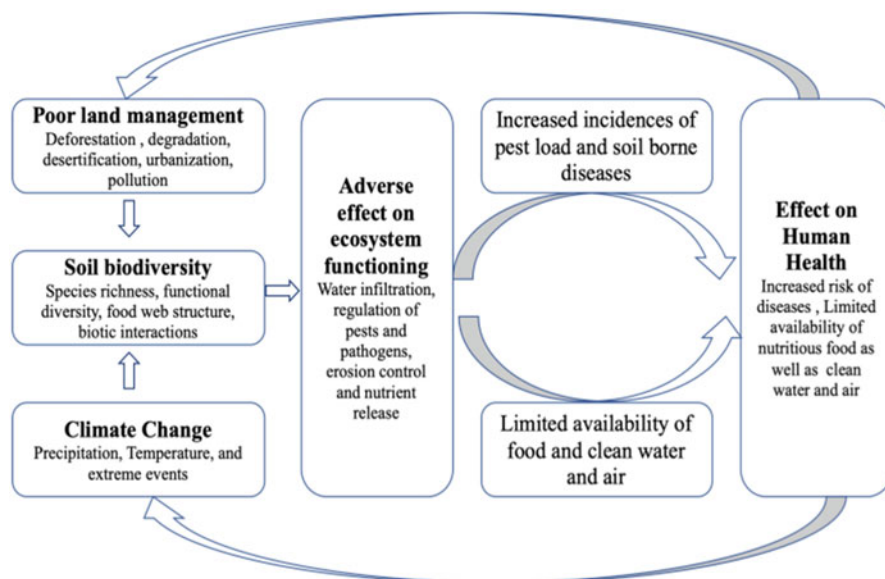 Poor land management
Deforestation , degradation,
desertification, urbanization,
pollution
Soil biodiversity
Species richness, functional
diversity, food web structure,
biotic interactions
Climate Change
Precipitation, Temperature, and
extreme events
Adverse
effect on
ecosystem
functioning
Water infiltration,
regulation of
pests and
pathogens,
erosion control
and nutrient
release
Increased incidences of
pest load and soil borne
diseases
Limited availability of
food and clean water
and air
Effect on
Human
Health
Increased risk of
diseases , Limited
availability of
nutritious food as
well as clean
water and air